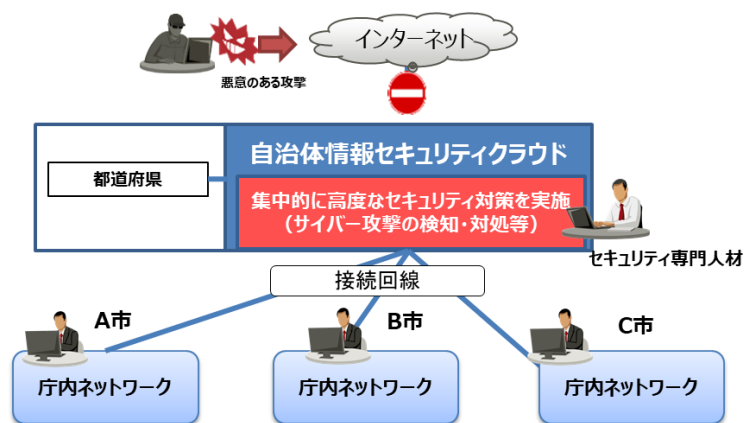 インターネット
悪意のある攻撃
自治体情報セキュリティクラウド
都道府県
集中的に高度なセキュリティ対策を実施
（サイバー攻撃の検知・対処等）
セキュリティ専門人材
接続回線
A市
B市
C市
庁内ネットワーク
庁内ネットワーク
庁内ネットワーク